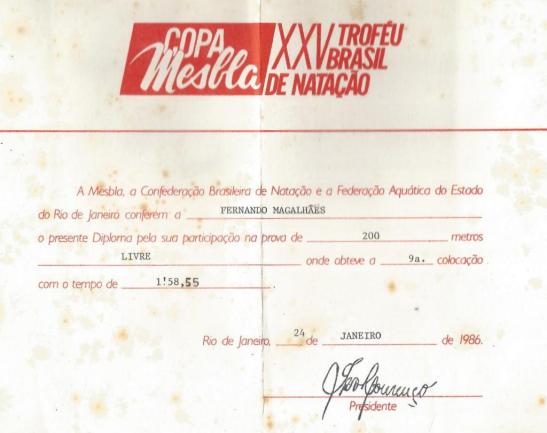 COPA Mesbla XXV TROFÉU BRASIL DE NATAÇÃO
A Mesbla, a Confederação Brasileira de Natação e a Federação Aquática do Estado
do Rio de Janeiro conferem a FERNANDO MAGALHÃES
o presente Diploma pela sua participação na prova de 200 metros
LIVRE onde obteve a 9a. colocação
com o tempo de 1!58,55.
Rio de Janeiro, 24 de JANEIRO de 1986.
Presidente